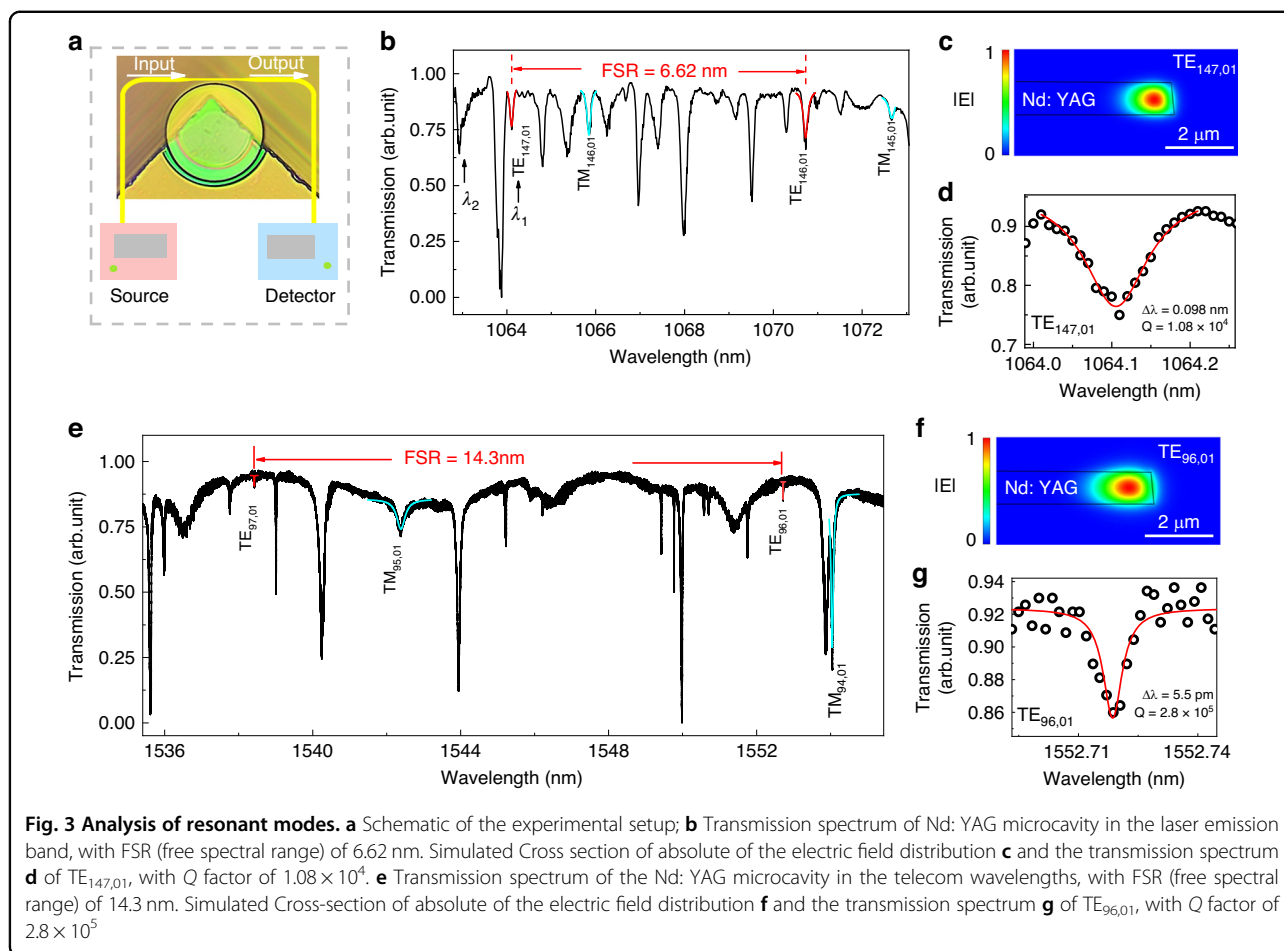 a
Input
Output
Source
Detector
b
FSR = 6.62 nm
1.00
0.75
0.50
0.25
0.00
Transmission (arb.unit)
λ2
TE147,01
λ1
TM146,01
TE146,01
TM145,01
1064
1066
1068
1070
1072
Wavelength (nm)
c
1
|E|
0
TE147,01
Nd: YAG
2 μm
d
0.9
0.8
0.7
Transmission
(arb.unit)
TE147,01
Δλ = 0.098 nm
Q = 1.08 × 10⁴
1064.0
1064.1
1064.2
Wavelength (nm)
e
FSR = 14.3nm
1.00
0.75
0.50
0.25
0.00
Transmission (arb.unit)
TE97,01
TM95,01
TE96,01
TM94,01
1536
1540
1544
1548
1552
Wavelength (nm)
f
1
|E|
0
TE96,01
Nd: YAG
2 μm
g
0.94
0.92
0.90
0.88
0.86
Transmission
(arb.unit)
TE96,01
Δλ = 5.5 pm
Q = 2.8 × 10⁵
1552.71
1552.74
Wavelength (nm)
Fig. 3 Analysis of resonant modes. a Schematic of the experimental setup; b Transmission spectrum of Nd: YAG microcavity in the laser emission
band, with FSR (free spectral range) of 6.62 nm. Simulated Cross section of absolute of the electric field distribution c and the transmission spectrum
d of TE147,01, with Q factor of 1.08 × 10⁴. e Transmission spectrum of the Nd: YAG microcavity in the telecom wavelengths, with FSR (free spectral
range) of 14.3 nm. Simulated Cross-section of absolute of the electric field distribution f and the transmission spectrum g of TE96,01, with Q factor of
2.8 × 10⁵